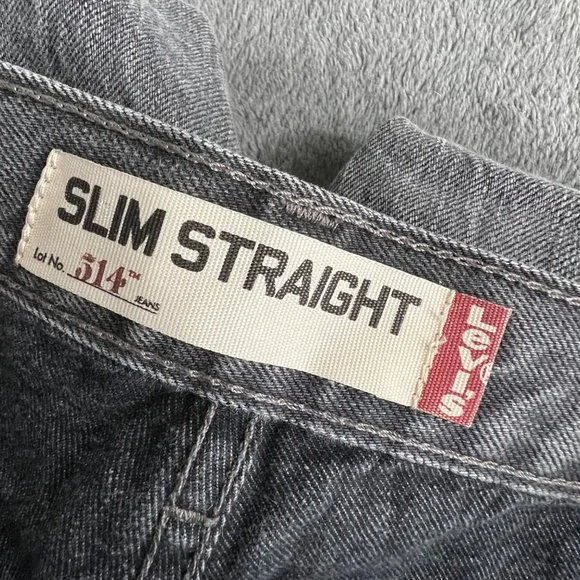 SLIM STRAIGHT
Lot No. 514™ JEANS
Levi's®